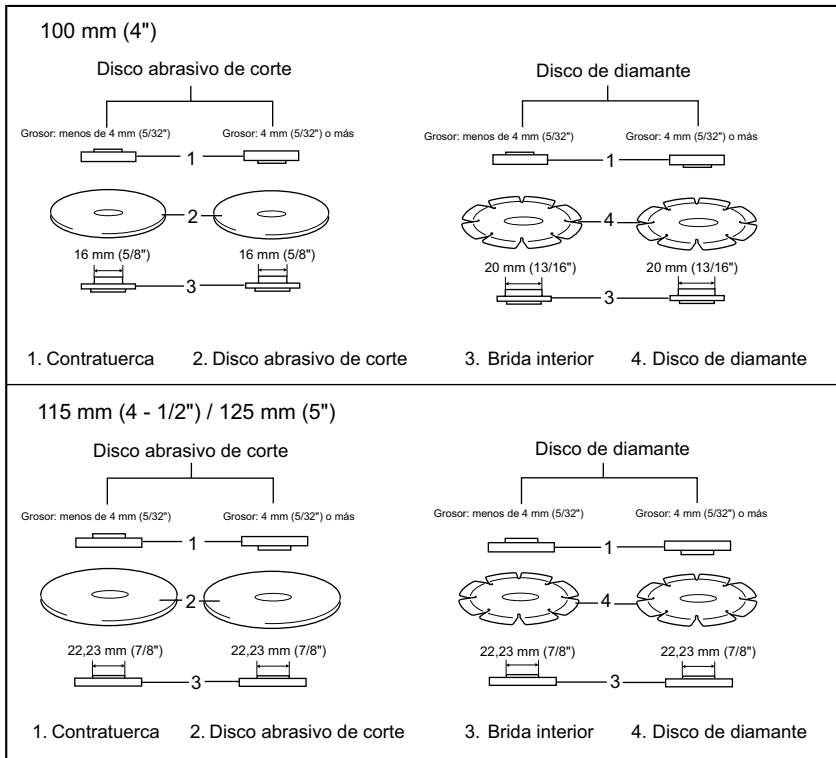 100 mm (4")
Disco abrasivo de corte
Disco de diamante
Grosor: menos de 4 mm (5/32") Grosor: 4 mm (5/32") o más
Grosor: menos de 4 mm (5/32") Grosor: 4 mm (5/32") o más
1
1
2
4
16 mm (5/8") 16 mm (5/8")
20 mm (13/16") 20 mm (13/16")
3
3
1. Contratuerca 2. Disco abrasivo de corte 3. Brida interior 4. Disco de diamante
115 mm (4 - 1/2") / 125 mm (5")
Disco abrasivo de corte
Disco de diamante
Grosor: menos de 4 mm (5/32") Grosor: 4 mm (5/32") o más
Grosor: menos de 4 mm (5/32") Grosor: 4 mm (5/32") o más
1
1
2
4
22,23 mm (7/8") 22,23 mm (7/8")
22,23 mm (7/8") 22,23 mm (7/8")
3
3
1. Contratuerca 2. Disco abrasivo de corte 3. Brida interior 4. Disco de diamante